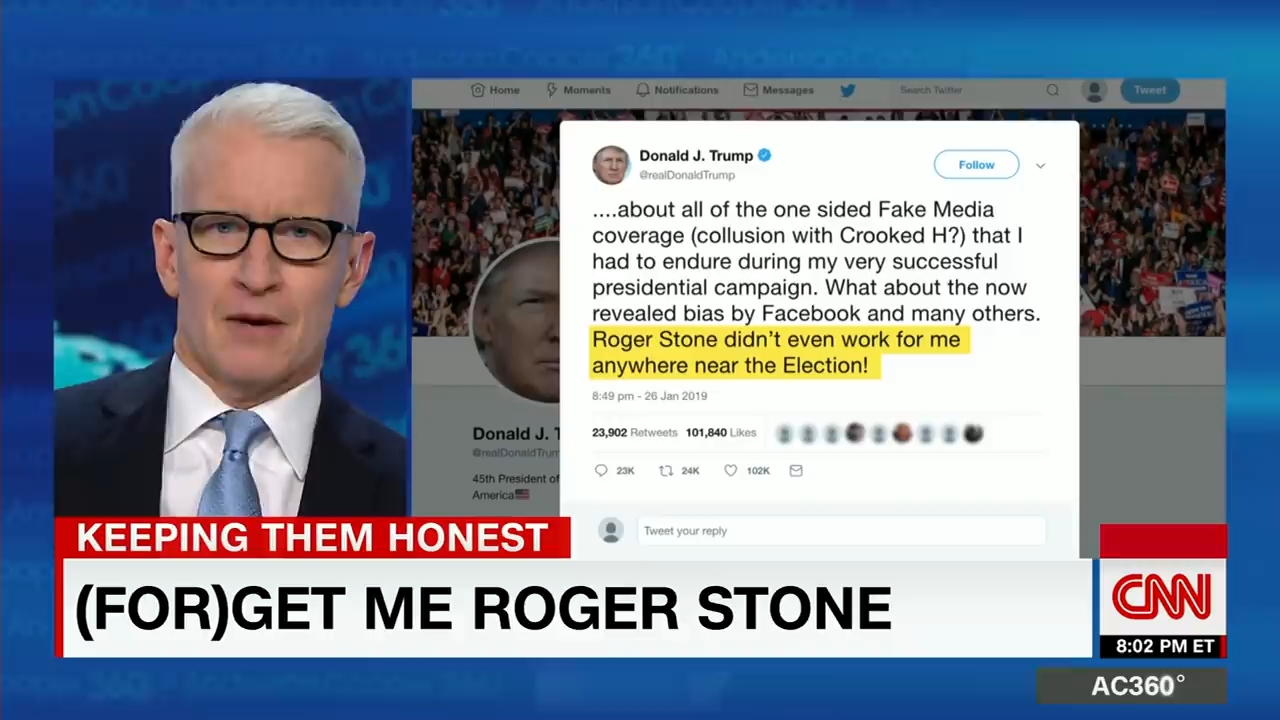 Home Moments Notifications Messages Search Twitter Tweet
Donald J. Trump
@realDonaldTrump
Follow
....about all of the one sided Fake Media
coverage (collusion with Crooked H?) that I
had to endure during my very successful
presidential campaign. What about the now
revealed bias by Facebook and many others.
Roger Stone didn't even work for me
anywhere near the Election!
8:49 pm - 26 Jan 2019
23,902 Retweets 101,840 Likes
23K 24K 102K
Tweet your reply
Donald J. T
@realDonaldTrum
45th President of
America
KEEPING THEM HONEST
(FOR)GET ME ROGER STONE
CNN
8:02 PM ET
AC360°